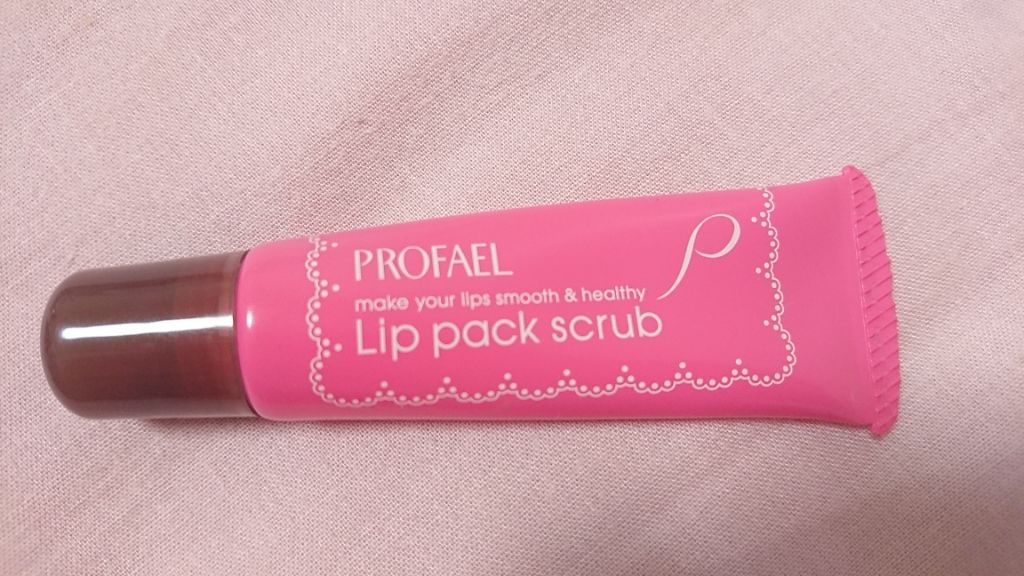 PROFAEL
make your lips smooth & healthy
Lip pack scrub